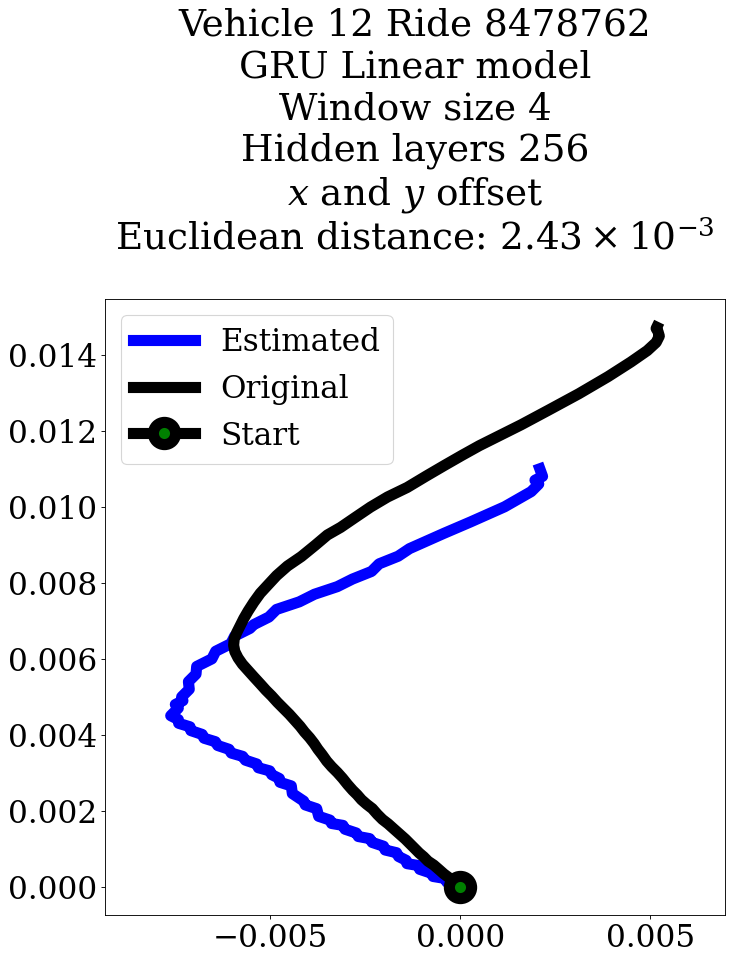 Vehicle 12 Ride 8478762
GRU Linear model
Window size 4
Hidden layers 256
x and y offset
Euclidean distance: 2.43 × 10⁻³
Estimated
Original
Start
0.014
0.012
0.010
0.008
0.006
0.004
0.002
0.000
−0.005 0.000 0.005